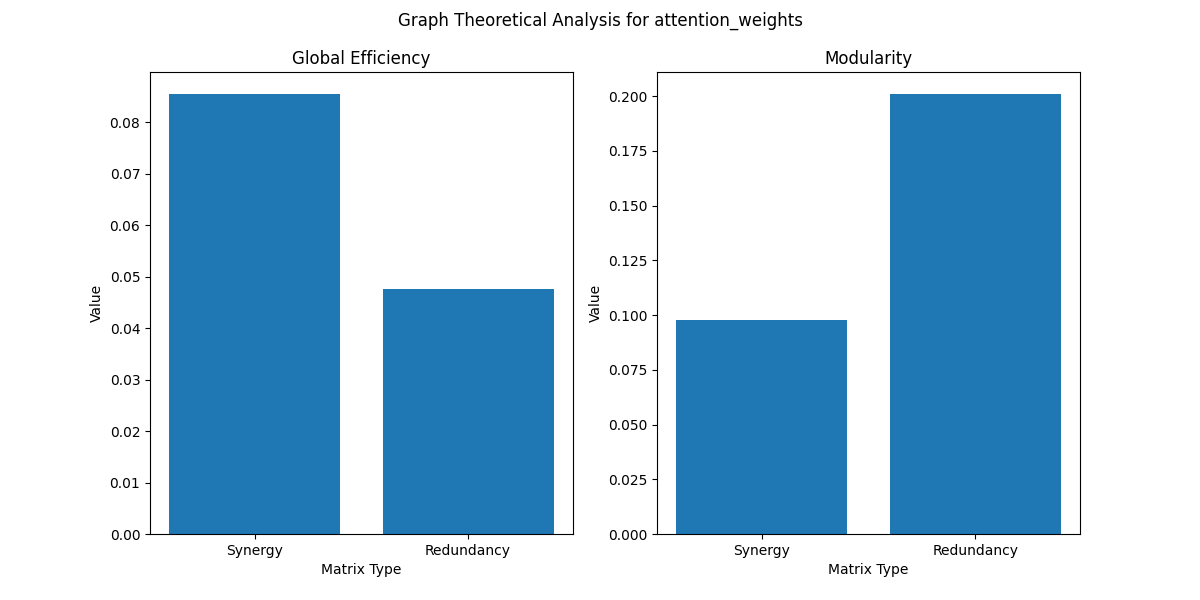 Graph Theoretical Analysis for attention_weights
Global Efficiency
Value
0.08
0.07
0.06
0.05
0.04
0.03
0.02
0.01
0.00
Synergy
Redundancy
Matrix Type
Modularity
Value
0.200
0.175
0.150
0.125
0.100
0.075
0.050
0.025
0.000
Synergy
Redundancy
Matrix Type